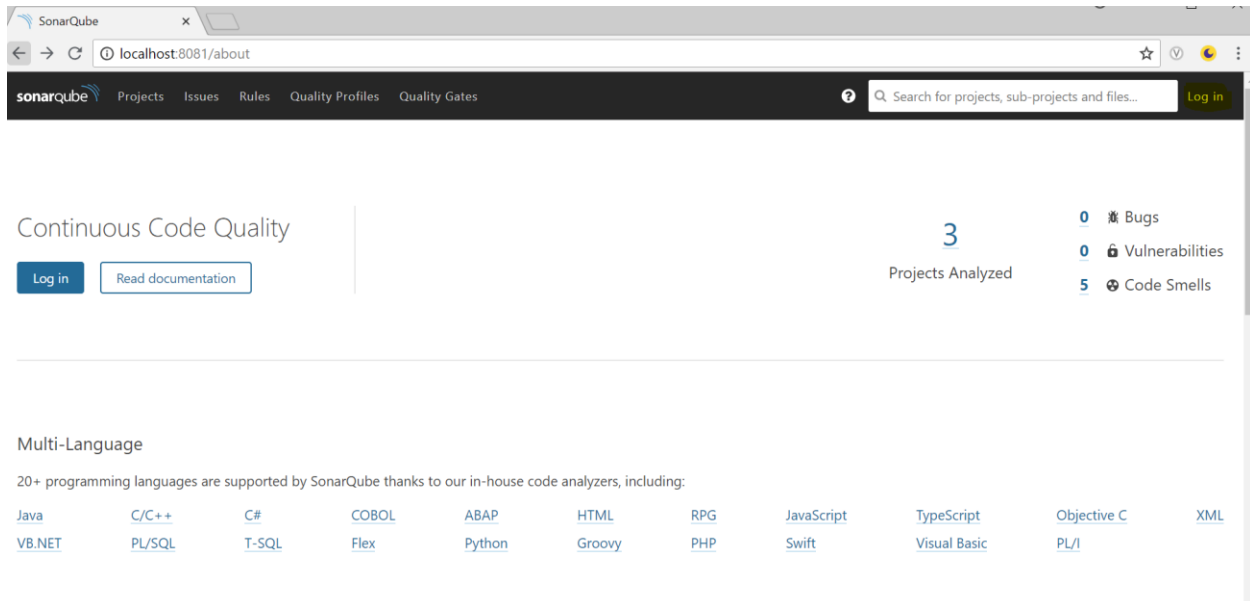 SonarQube
localhost:8081/about
sonarqube Projects Issues Rules Quality Profiles Quality Gates Search for projects, sub-projects and files... Log in
Continuous Code Quality
Log in Read documentation
3
Projects Analyzed
0 Bugs
0 Vulnerabilities
5 Code Smells
Multi-Language
20+ programming languages are supported by SonarQube thanks to our in-house code analyzers, including:
Java C/C++ C# COBOL ABAP HTML RPG JavaScript TypeScript Objective C XML
VB.NET PL/SQL T-SQL Flex Python Groovy PHP Swift Visual Basic PL/I